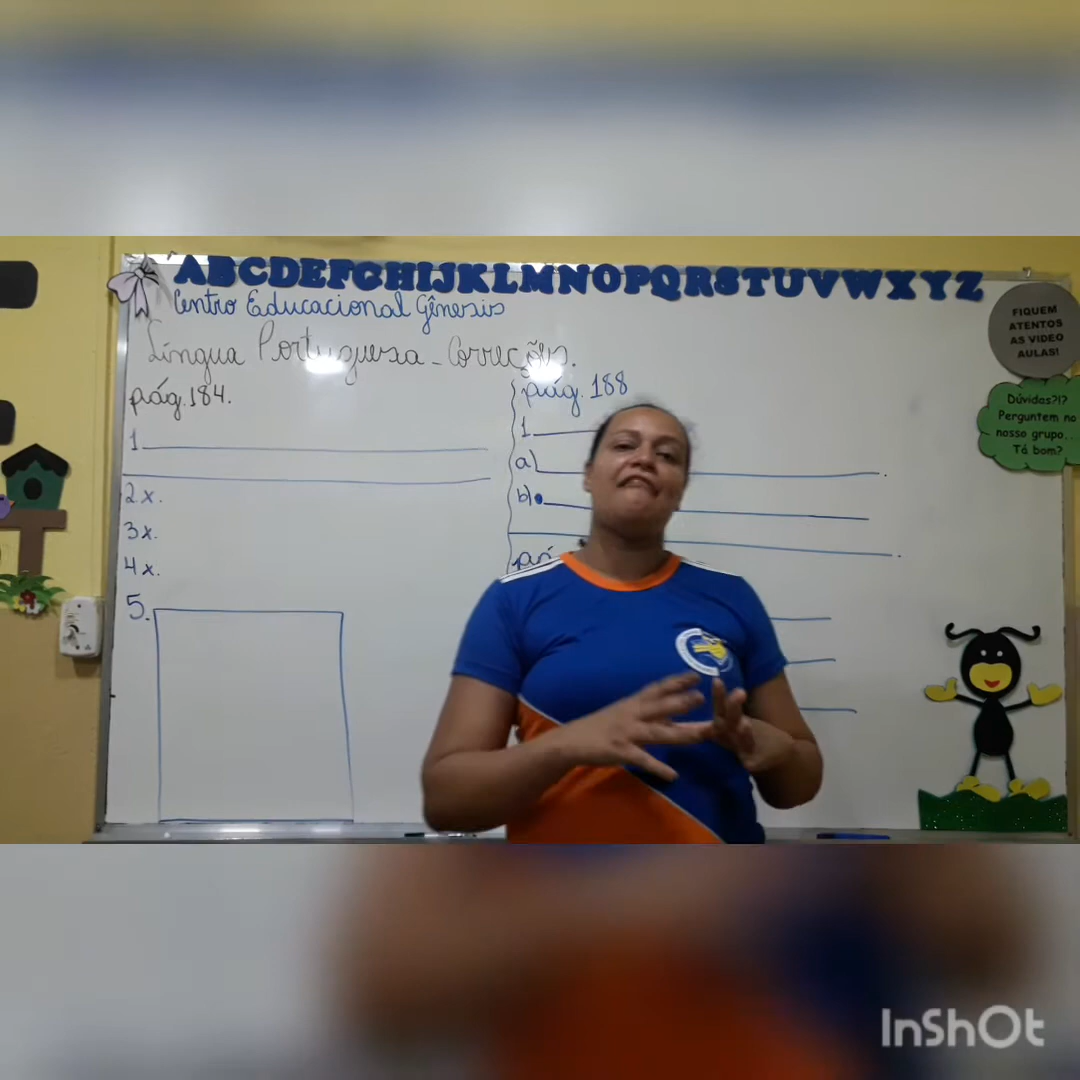 ABCDEFGHIJKLMNOPQRSTUVWXYZ
Centro Educacional Gênesis
Língua Portuguesa - Correções.
pág. 184.
1
2 x.
3 x.
4 x.
5.
pág. 188
1.
a)
b)
FIQUEM
ATENTOS
AS VIDEO
AULAS!
Dúvidas?!?
Perguntem no
nosso grupo...
Tá bom?
InShOt